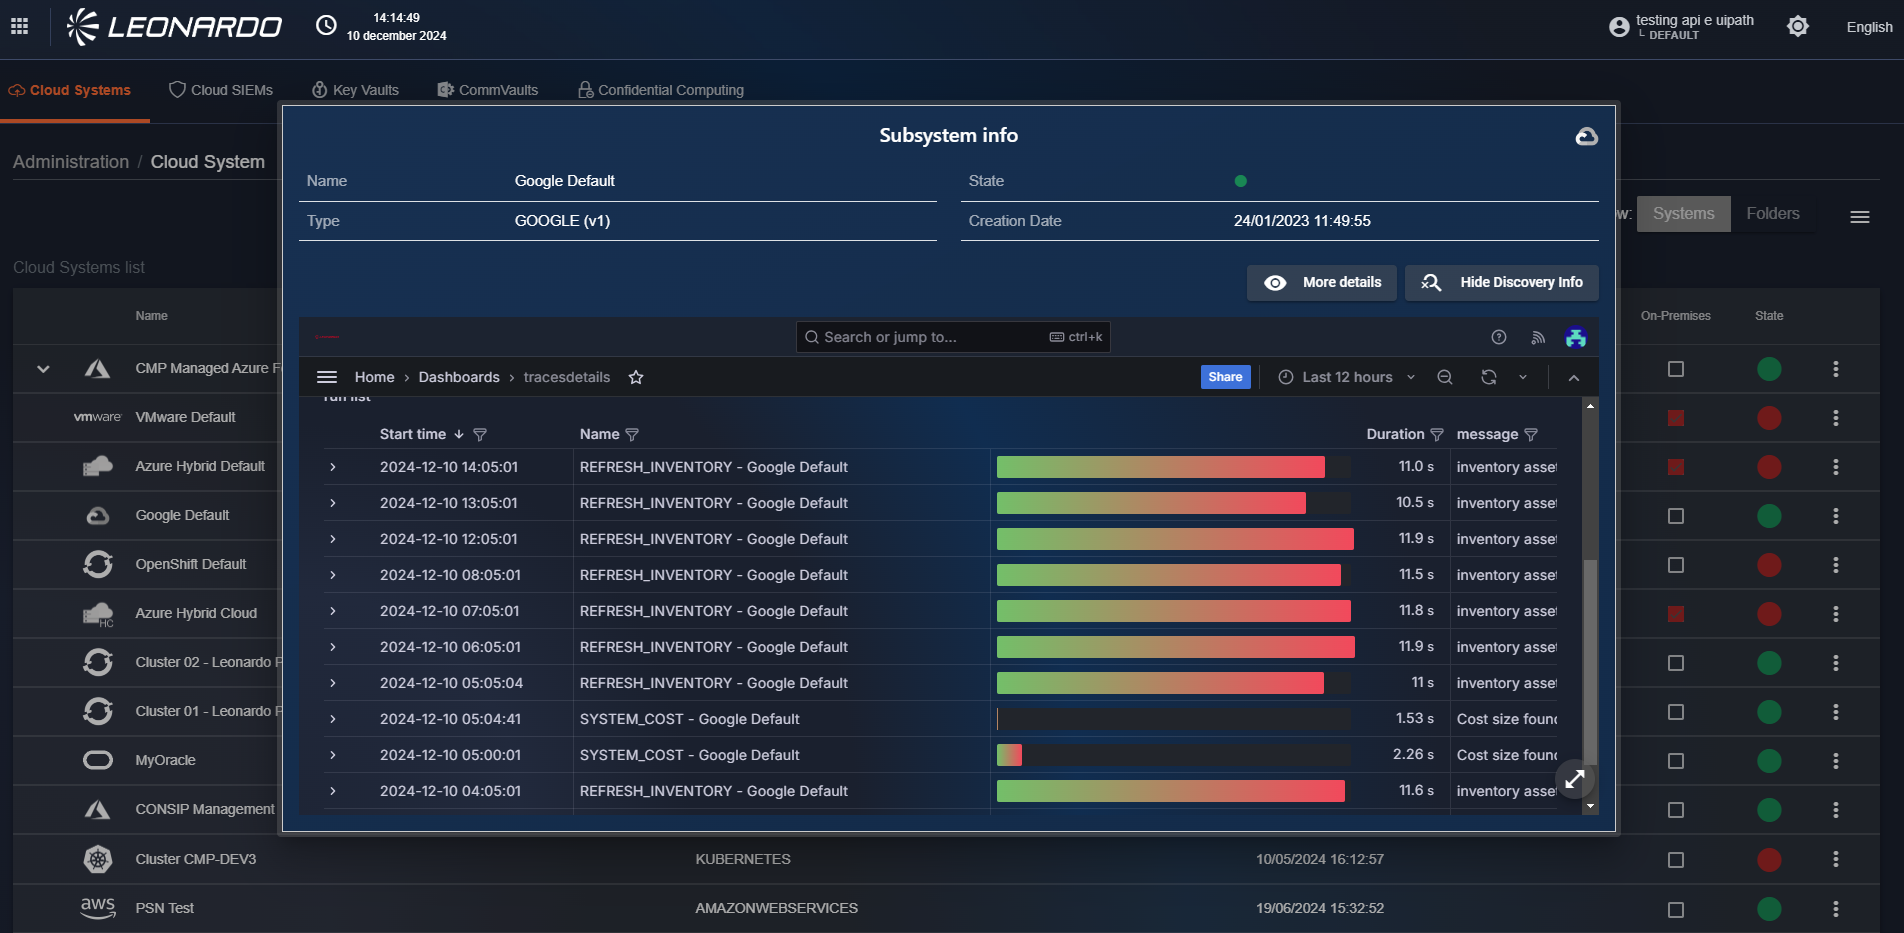 LEONARDO
14:14:49
10 december 2024
testing api e uipath
└ DEFAULT
English
Cloud Systems
Cloud SIEMs
Key Vaults
CommVaults
Confidential Computing
Administration / Cloud System
Subsystem info
Name Google Default
State
Type GOOGLE (v1)
Creation Date 24/01/2023 11:49:55
w: Systems Folders
Cloud Systems list
More details
Hide Discovery Info
Name
On-Premises State
Search or jump to... ctrl+k
Home › Dashboards › tracesdetails
Share
Last 12 hours
run list
Start time Name Duration message
2024-12-10 14:05:01 REFRESH_INVENTORY - Google Default 11.0 s inventory asse
2024-12-10 13:05:01 REFRESH_INVENTORY - Google Default 10.5 s inventory asse
2024-12-10 12:05:01 REFRESH_INVENTORY - Google Default 11.9 s inventory asse
2024-12-10 08:05:01 REFRESH_INVENTORY - Google Default 11.5 s inventory asse
2024-12-10 07:05:01 REFRESH_INVENTORY - Google Default 11.8 s inventory asse
2024-12-10 06:05:01 REFRESH_INVENTORY - Google Default 11.9 s inventory asse
2024-12-10 05:05:04 REFRESH_INVENTORY - Google Default 11 s inventory asse
2024-12-10 05:04:41 SYSTEM_COST - Google Default 1.53 s Cost size foun
2024-12-10 05:00:01 SYSTEM_COST - Google Default 2.26 s Cost size foun
2024-12-10 04:05:01 REFRESH_INVENTORY - Google Default 11.6 s inventory asse
CMP Managed Azure F
vmware VMware Default
Azure Hybrid Default
Google Default
OpenShift Default
HC Azure Hybrid Cloud
Cluster 02 - Leonardo F
Cluster 01 - Leonardo F
MyOracle
CONSIP Management
Cluster CMP-DEV3 KUBERNETES 10/05/2024 16:12:57
aws PSN Test AMAZONWEBSERVICES 19/06/2024 15:32:52